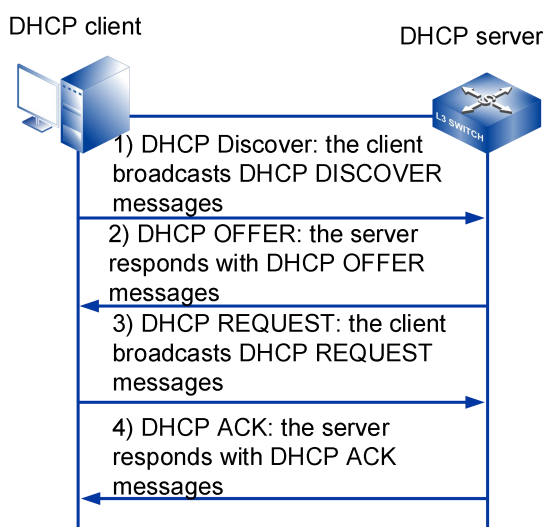 DHCP client
DHCP server
L3 SWITCH
1) DHCP Discover: the client
broadcasts DHCP DISCOVER
messages
2) DHCP OFFER: the server
responds with DHCP OFFER
messages
3) DHCP REQUEST: the client
broadcasts DHCP REQUEST
messages
4) DHCP ACK: the server
responds with DHCP ACK
messages